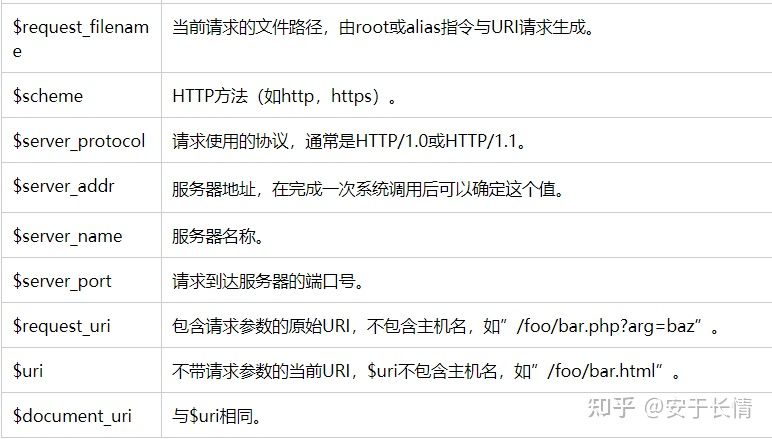 $request_filenam
e
当前请求的文件路径，由root或alias指令与URI请求生成。
$scheme
HTTP方法（如http，https）。
$server_protocol
请求使用的协议，通常是HTTP/1.0或HTTP/1.1。
$server_addr
服务器地址，在完成一次系统调用后可以确定这个值。
$server_name
服务器名称。
$server_port
请求到达服务器的端口号。
$request_uri
包含请求参数的原始URI，不包含主机名，如”/foo/bar.php?arg=baz”。
$uri
不带请求参数的当前URI，$uri不包含主机名，如”/foo/bar.html”。
$document_uri
与$uri相同。
知乎 @安于长情